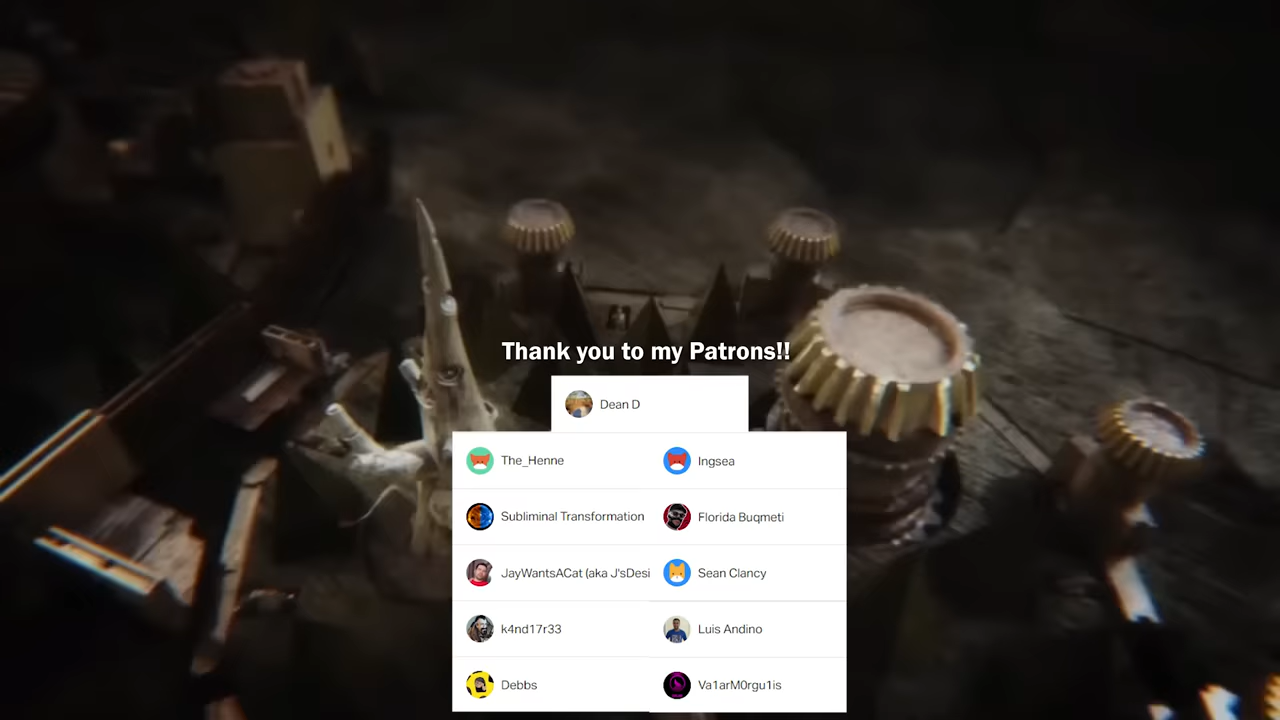 Thank you to my Patrons!!
Dean D
The_Henne
Ingsea
Subliminal Transformation
Florida Buqmeti
JayWantsACat (aka J'sDesi
Sean Clancy
k4nd17r33
Luis Andino
Debbs
Va1arM0rgu1is